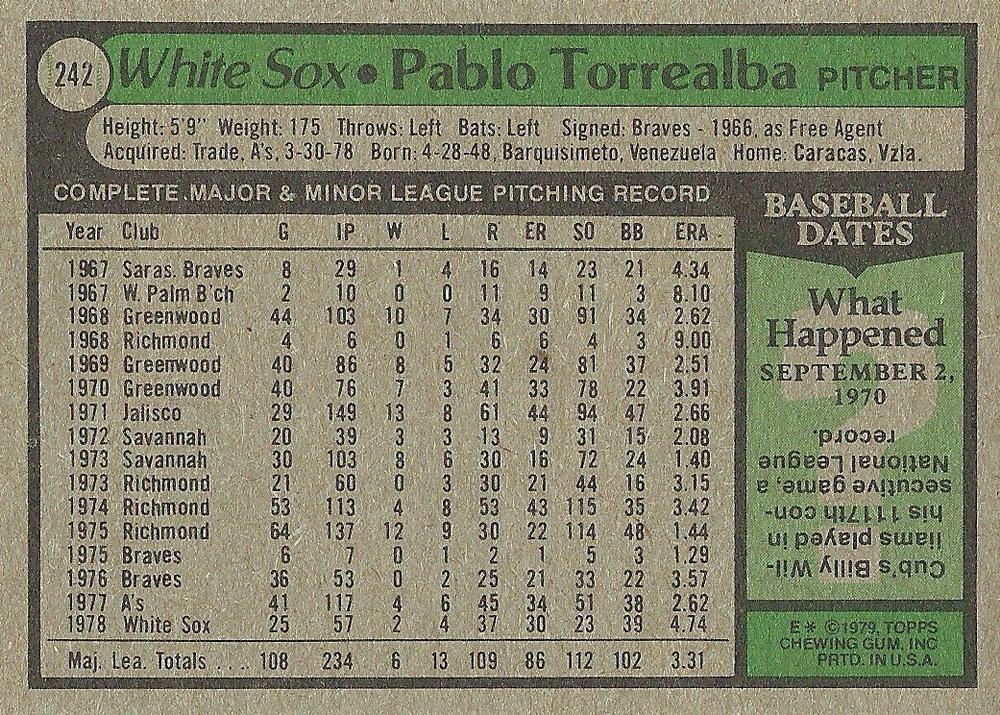 242 White Sox • Pablo Torrealba PITCHER
Height: 5'9" Weight: 175 Throws: Left Bats: Left Signed: Braves - 1966, as Free Agent
Acquired: Trade, A's, 3-30-78 Born: 4-28-48, Barquisimeto, Venezuela Home: Caracas, Vzla.
COMPLETE MAJOR & MINOR LEAGUE PITCHING RECORD
Year Club G IP W L R ER SO BB ERA
1967 Saras. Braves 8 29 1 4 16 14 23 21 4.34
1967 W. Palm B'ch 2 10 0 0 11 9 11 3 8.10
1968 Greenwood 44 103 10 7 34 30 91 34 2.62
1968 Richmond 4 6 0 1 6 6 4 3 9.00
1969 Greenwood 40 86 8 5 32 24 81 37 2.51
1970 Greenwood 40 76 7 3 41 33 78 22 3.91
1971 Jalisco 29 149 13 8 61 44 94 47 2.66
1972 Savannah 20 39 3 3 13 9 31 15 2.08
1973 Savannah 30 103 8 6 30 16 72 24 1.40
1973 Richmond 21 60 0 3 30 21 44 16 3.15
1974 Richmond 53 113 4 8 53 43 115 35 3.42
1975 Richmond 64 137 12 9 30 22 114 48 1.44
1975 Braves 6 7 0 1 2 1 5 3 1.29
1976 Braves 36 53 0 2 25 21 33 22 3.57
1977 A's 41 117 4 6 45 34 51 38 2.62
1978 White Sox 25 57 2 4 37 30 23 39 4.74
Maj. Lea. Totals .... 108 234 6 13 109 86 112 102 3.31
BASEBALL
DATES
What
Happened
SEPTEMBER 2,
1970
Cub's Billy Wil-
liams played in
his 1117th con-
secutive game, a
National League
record.
E * ©1979, TOPPS
CHEWING GUM, INC
PRTD. IN U.S.A.